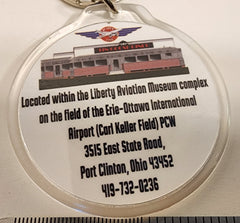 Located within the Liberty Aviation Museum complex
on the field of the Erie-Ottawa International
Airport (Carl Keller Field) PCW
3515 East State Road,
Port Clinton, Ohio 43452
419-732-0236